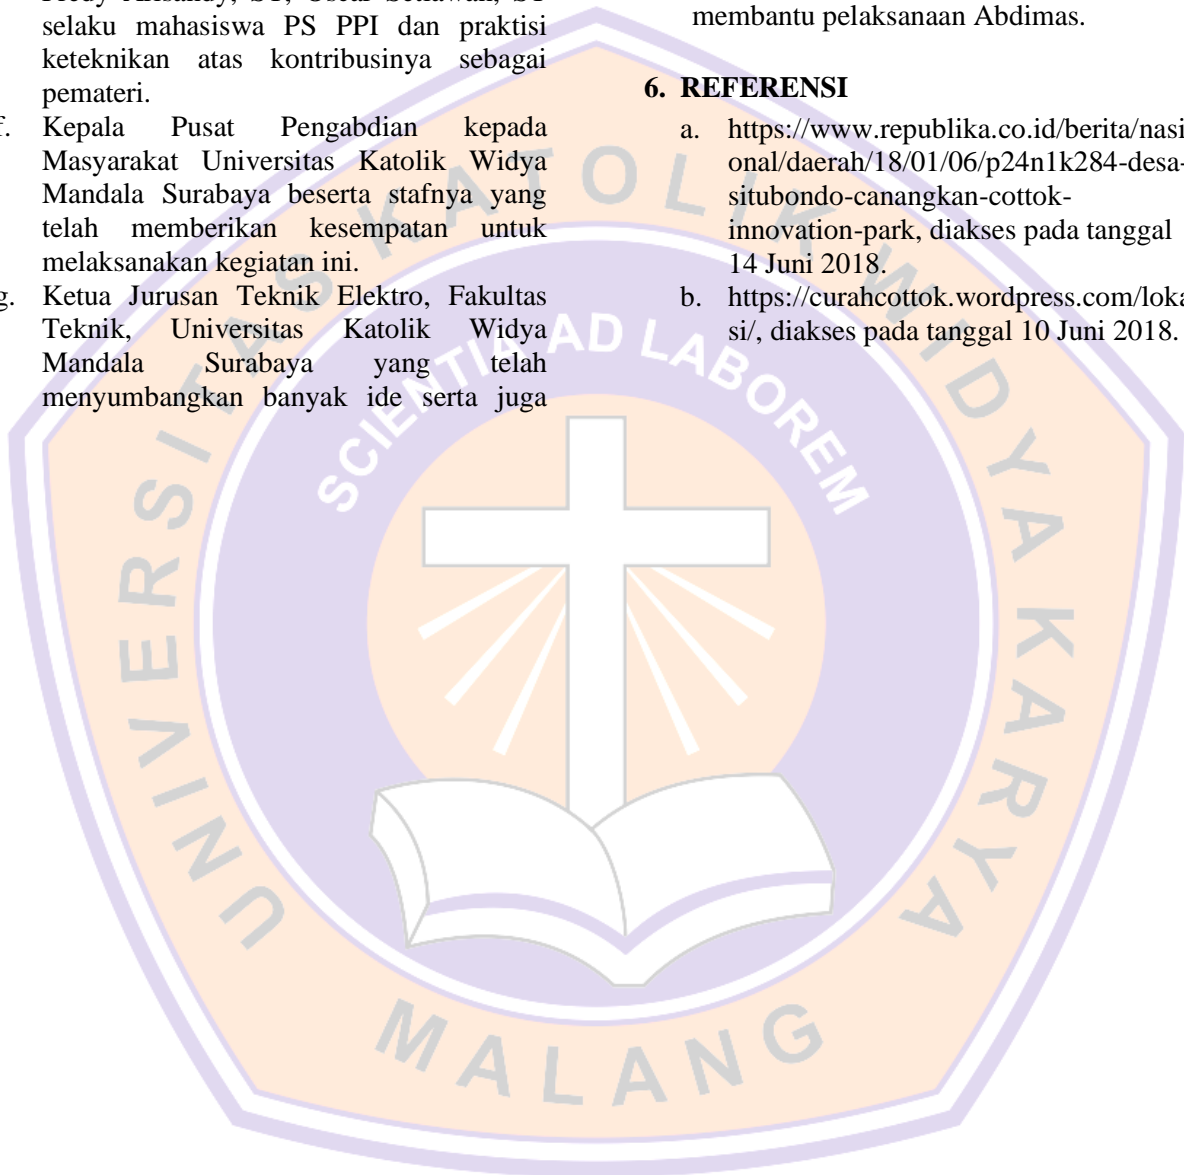 selaku mahasiswa PS PPI dan praktisi
keteknikan atas kontribusinya sebagai
pemateri.
f. Kepala Pusat Pengabdian kepada
Masyarakat Universitas Katolik Widya
Mandala Surabaya beserta stafnya yang
telah memberikan kesempatan untuk
melaksanakan kegiatan ini.
g. Ketua Jurusan Teknik Elektro, Fakultas
Teknik, Universitas Katolik Widya
Mandala Surabaya yang telah
menyumbangkan banyak ide serta juga
membantu pelaksanaan Abdimas.
6. REFERENSI
a. https://www.republika.co.id/berita/nasi
onal/daerah/18/01/06/p24n1k284-desa-
situbondo-canangkan-cottok-
innovation-park, diakses pada tanggal
14 Juni 2018.
b. https://curahcottok.wordpress.com/loka
si/, diakses pada tanggal 10 Juni 2018.
UNIVERSITAS KATOLIK WIDYA KARYA
SCIENTIA AD LABOREM
MALANG